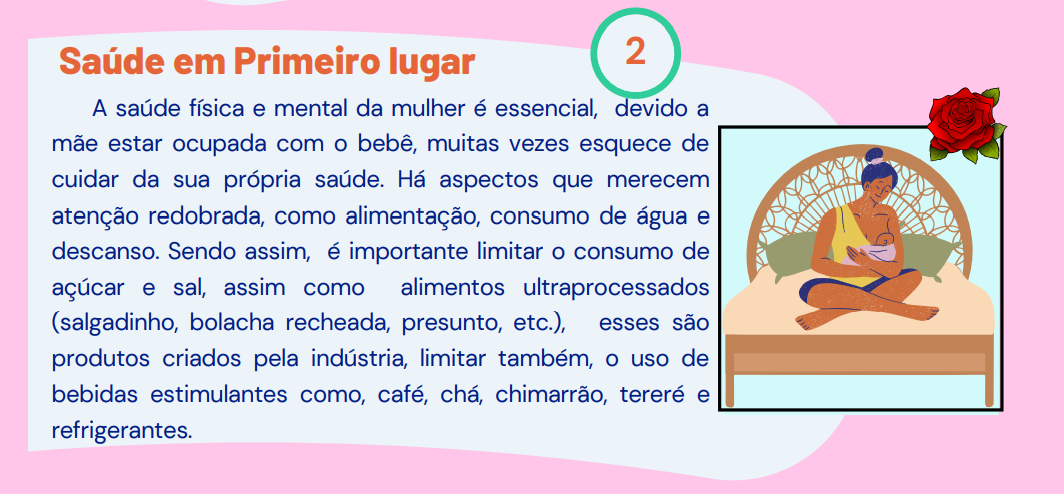 Saúde em Primeiro lugar
2
A saúde física e mental da mulher é essencial, devido a
mãe estar ocupada com o bebê, muitas vezes esquece de
cuidar da sua própria saúde. Há aspectos que merecem
atenção redobrada, como alimentação, consumo de água e
descanso. Sendo assim, é importante limitar o consumo de
açúcar e sal, assim como alimentos ultraprocessados
(salgadinho, bolacha recheada, presunto, etc.), esses são
produtos criados pela indústria, limitar também, o uso de
bebidas estimulantes como, café, chá, chimarrão, tereré e
refrigerantes.